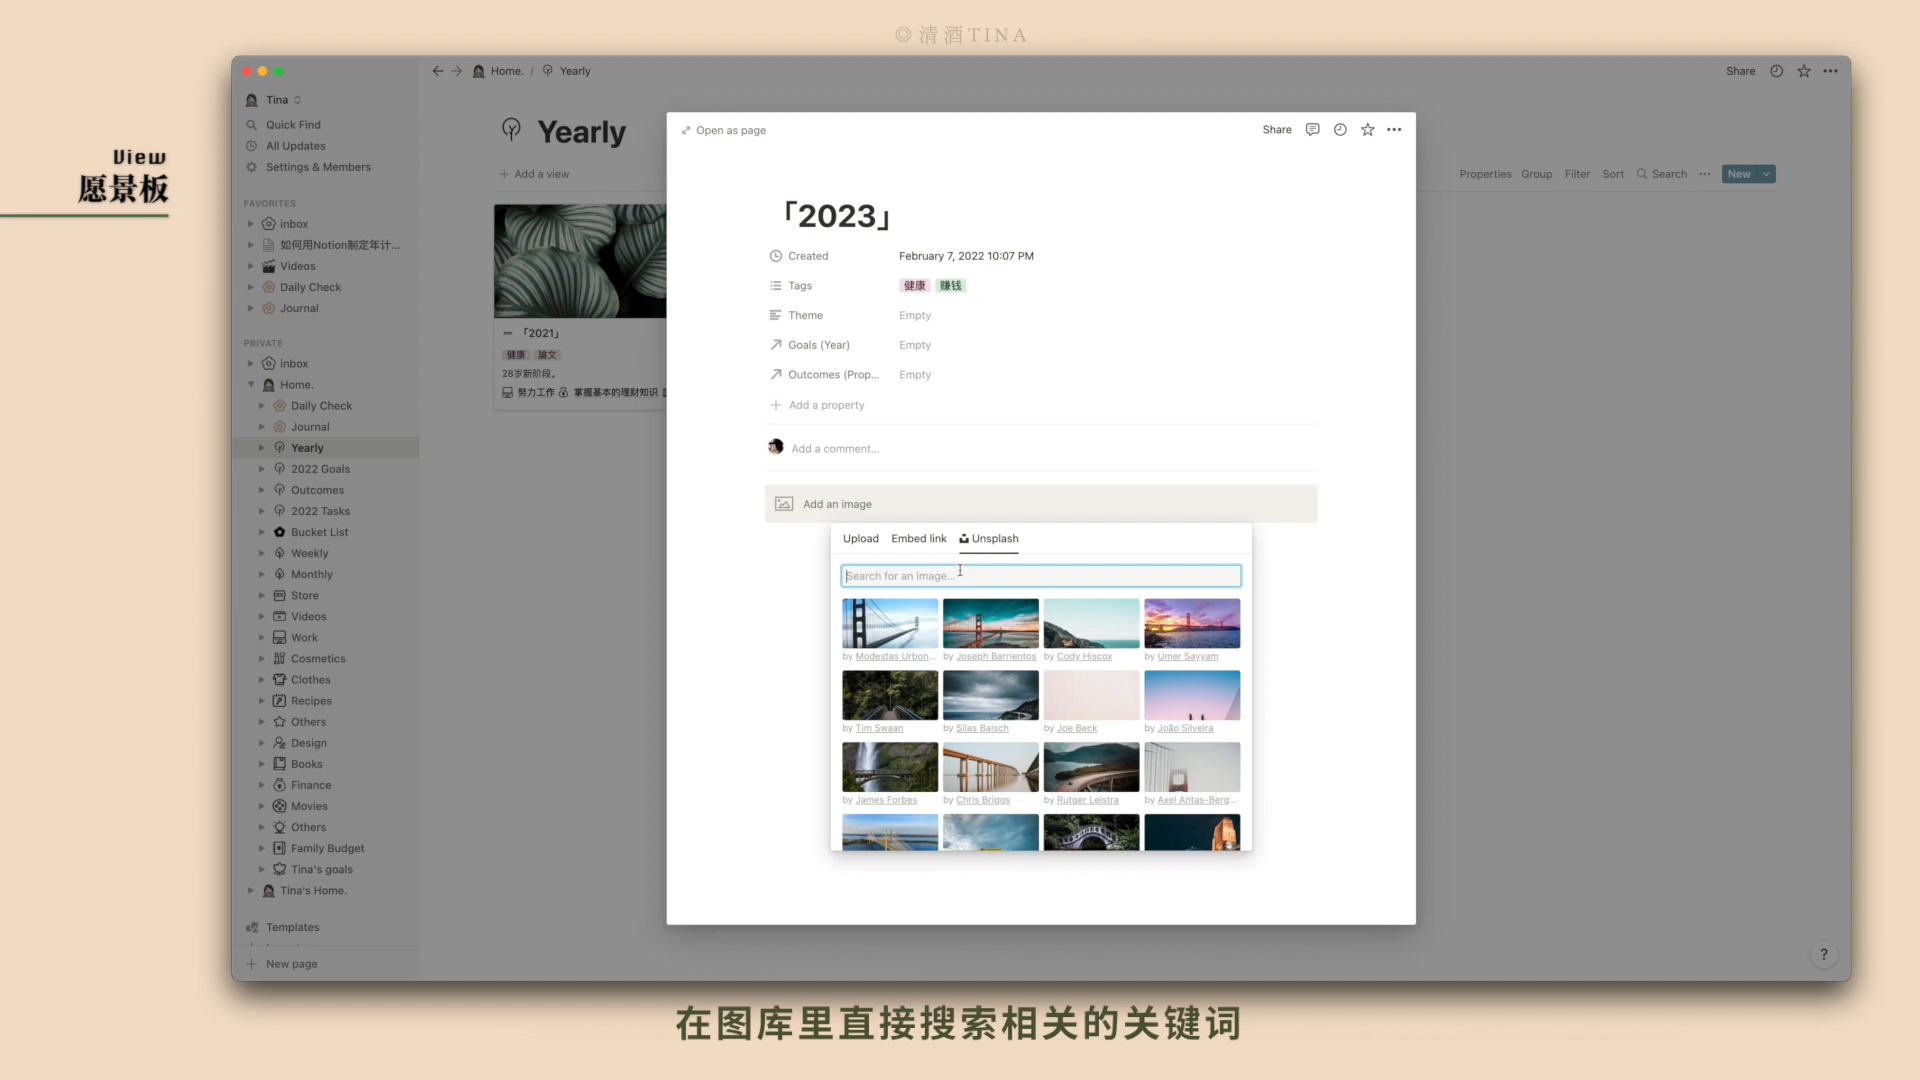 ◎清酒TINA
View
愿景板
Tina
Quick Find
All Updates
Settings & Members
FAVORITES
inbox
如何用Notion制定年计...
Videos
Daily Check
Journal
PRIVATE
inbox
Home.
Daily Check
Journal
Yearly
2022 Goals
Outcomes
2022 Tasks
Bucket List
Weekly
Monthly
Store
Videos
Work
Cosmetics
Clothes
Recipes
Others
Design
Books
Finance
Movies
Others
Family Budget
Tina's goals
Tina's Home.
Templates
New page
Home. / Yearly
Share
Yearly
Add a view
Properties Group Filter Sort Search New
「2021」
健康 論文
28岁新阶段。
努力工作 掌握基本的理财知识
Open as page
Share
「2023」
Created February 7, 2022 10:07 PM
Tags 健康 赚钱
Theme Empty
Goals (Year) Empty
Outcomes (Prop... Empty
Add a property
Add a comment...
Add an image
Upload Embed link Unsplash
Search for an image...
by Modestas Urbon... by Joseph Barrientos by Cody Hiscox by Umer Sayyam
by Tim Swaan by Silas Baisch by Joe Beck by João Silveira
by James Forbes by Chris Briggs by Rutger Leistra by Axel Antas-Berg...
?
在图库里直接搜索相关的关键词